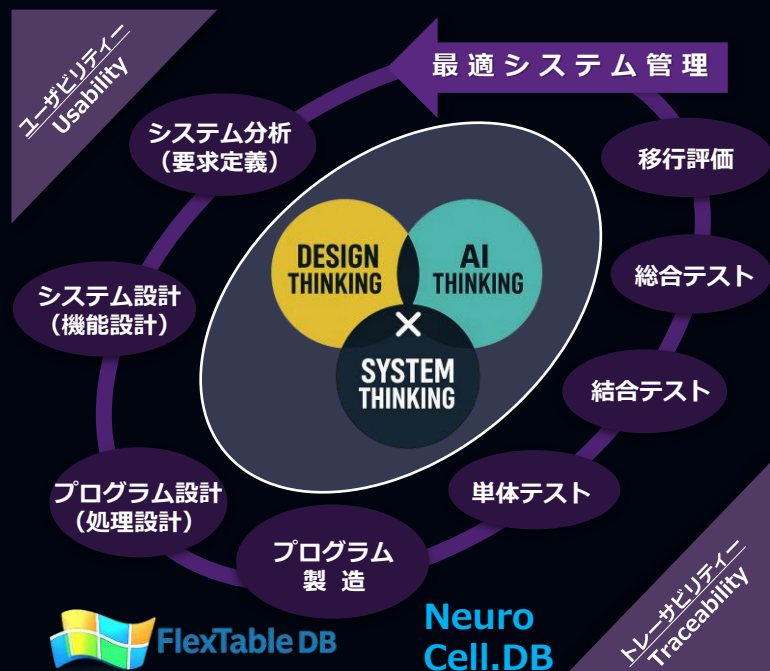 ユーザビリティー
Usability
最適システム管理
システム分析
（要求定義）
移行評価
DESIGN
THINKING
AI
THINKING
総合テスト
システム設計
（機能設計）
×
SYSTEM
THINKING
結合テスト
プログラム設計
（処理設計）
単体テスト
プログラム
製 造
トレーサビリティー
Traceability
FlexTable DB
Neuro
Cell.DB